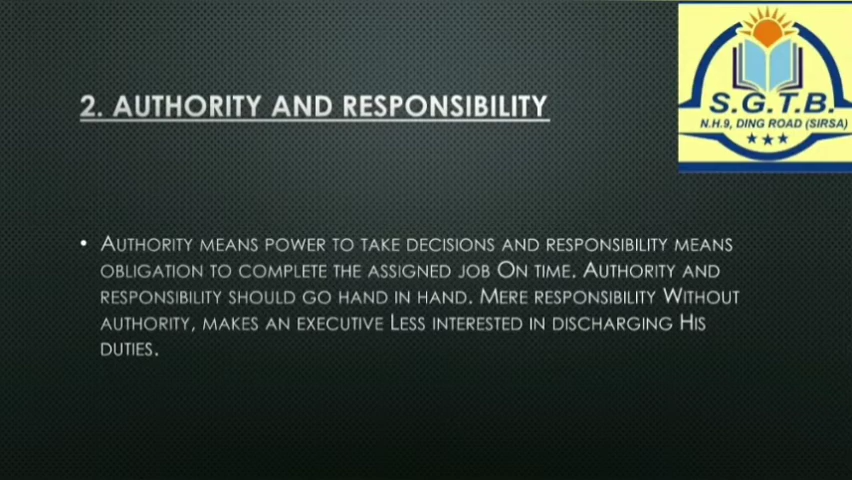 2. AUTHORITY AND RESPONSIBILITY
S.G.T.B.
N.H.9, DING ROAD (SIRSA)
• AUTHORITY MEANS POWER TO TAKE DECISIONS AND RESPONSIBILITY MEANS
OBLIGATION TO COMPLETE THE ASSIGNED JOB ON TIME. AUTHORITY AND
RESPONSIBILITY SHOULD GO HAND IN HAND. MERE RESPONSIBILITY WITHOUT
AUTHORITY, MAKES AN EXECUTIVE LESS INTERESTED IN DISCHARGING HIS
DUTIES.